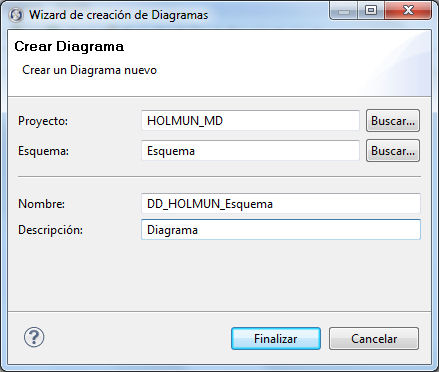 Wizard de creación de Diagramas
Crear Diagrama
Crear un Diagrama nuevo
Proyecto: HOLMUN_MD Buscar...
Esquema: Esquema Buscar...
Nombre: DD_HOLMUN_Esquema
Descripción: Diagrama
? Finalizar Cancelar